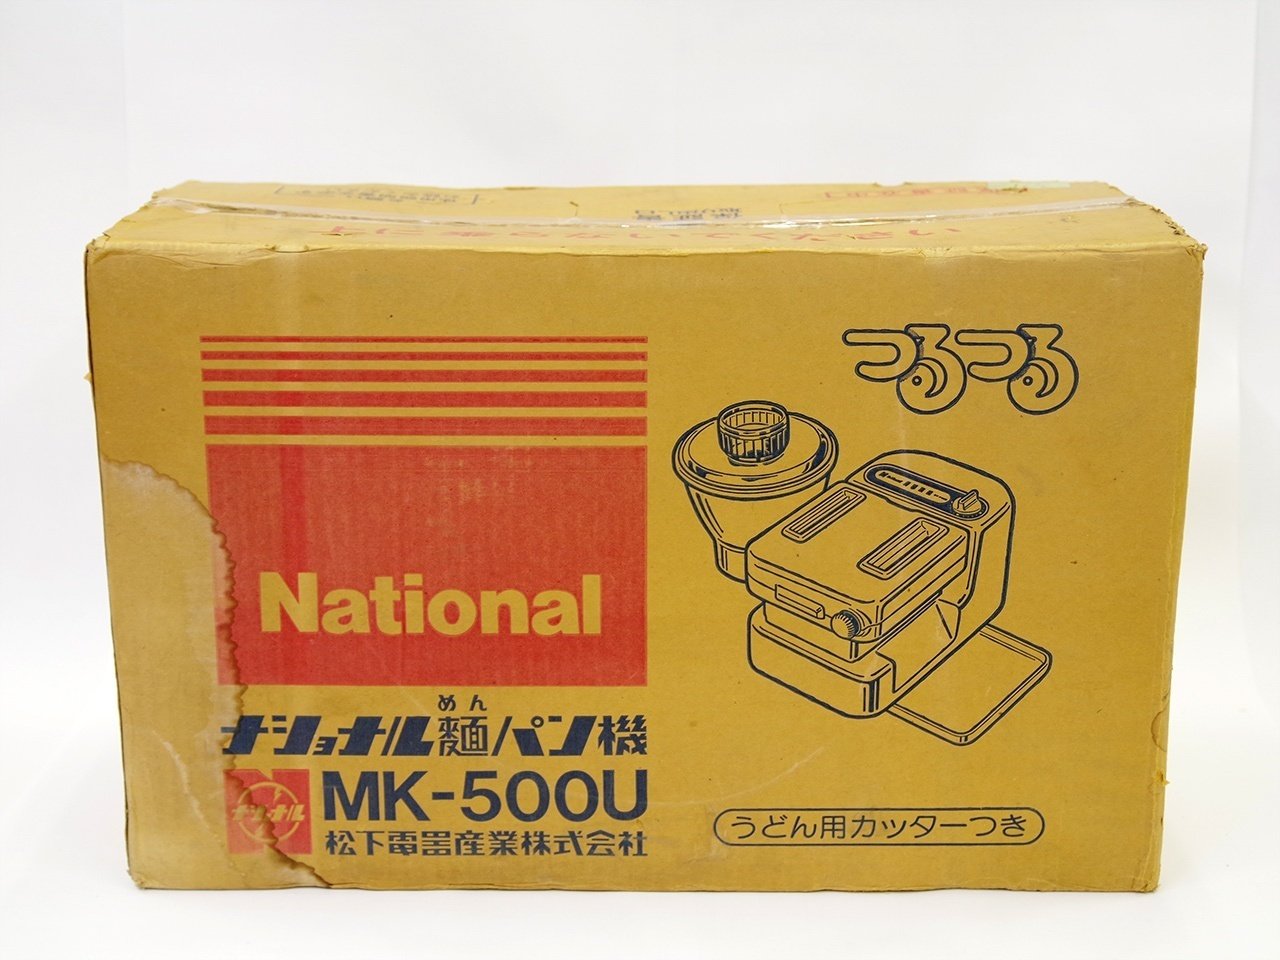 つるつる
National
めん
ナショナル麺/パン機
ナショナル
MK-500U
松下電器産業株式会社
うどん用カッターつき